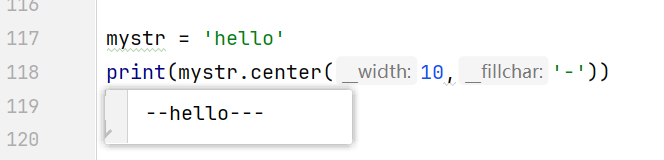 116
117 mystr = 'hello'
118 print(mystr.center( __width: 10, __fillchar: '-'))
119
--hello---
120